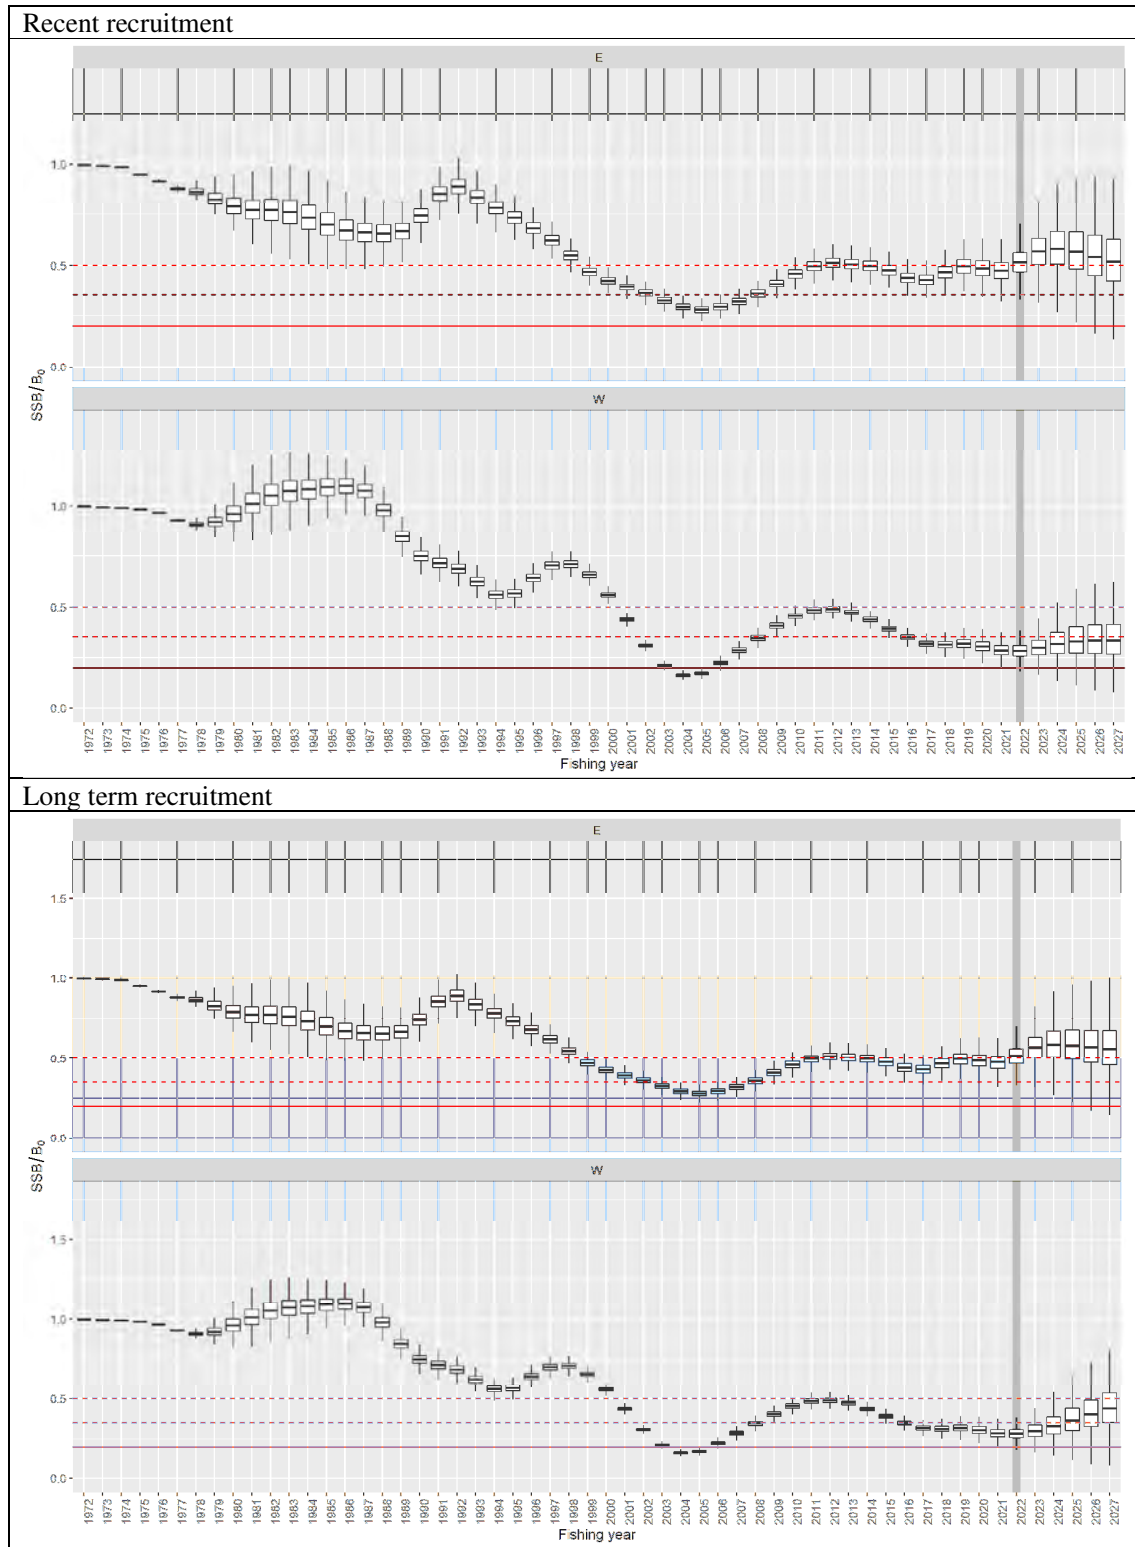 Recent recruitment
E
1.0
0.5
0.0
SSB/B0
W
1.0
0.5
0.0
1972 1973 1974 1975 1976 1977 1978 1979 1980 1981 1982 1983 1984 1985 1986 1987 1988 1989 1990 1991 1992 1993 1994 1995 1996 1997 1998 1999 2000 2001 2002 2003 2004 2005 2006 2007 2008 2009 2010 2011 2012 2013 2014 2015 2016 2017 2018 2019 2020 2021 2022 2023 2024 2025 2026 2027
Fishing year
Long term recruitment
E
1.5
1.0
0.5
0.0
SSB/B0
W
1.5
1.0
0.5
0.0
1972 1973 1974 1975 1976 1977 1978 1979 1980 1981 1982 1983 1984 1985 1986 1987 1988 1989 1990 1991 1992 1993 1994 1995 1996 1997 1998 1999 2000 2001 2002 2003 2004 2005 2006 2007 2008 2009 2010 2011 2012 2013 2014 2015 2016 2017 2018 2019 2020 2021 2022 2023 2024 2025 2026 2027
Fishing year